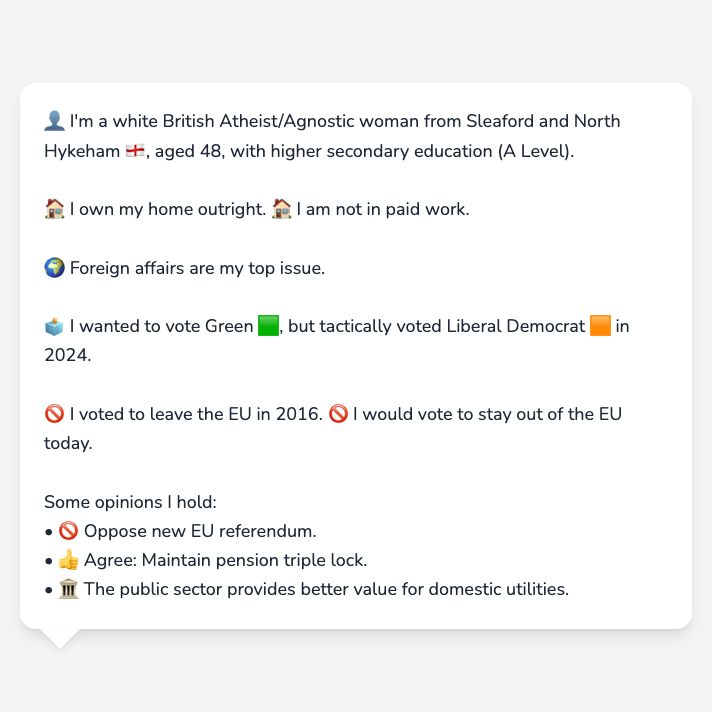 👤 I'm a white British Atheist/Agnostic woman from Sleaford and North
Hykeham 🏴󠁧󠁢󠁥󠁮󠁧󠁿, aged 48, with higher secondary education (A Level).
🏠 I own my home outright. 🏠 I am not in paid work.
🌍 Foreign affairs are my top issue.
🗳️ I wanted to vote Green 🟩, but tactically voted Liberal Democrat 🟧 in
2024.
🚫 I voted to leave the EU in 2016. 🚫 I would vote to stay out of the EU
today.
Some opinions I hold:
• 🚫 Oppose new EU referendum.
• 👍 Agree: Maintain pension triple lock.
• 🏛️ The public sector provides better value for domestic utilities.